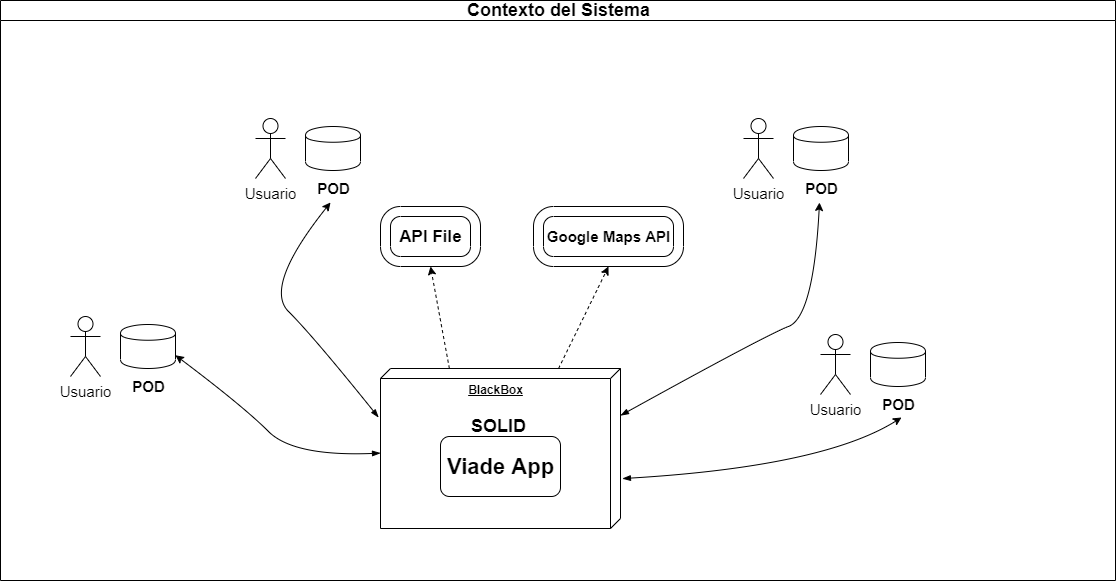 Contexto del Sistema
Usuario
POD
Usuario
POD
API File
Google Maps API
Usuario
POD
Usuario
POD
BlackBox
SOLID
Viade App